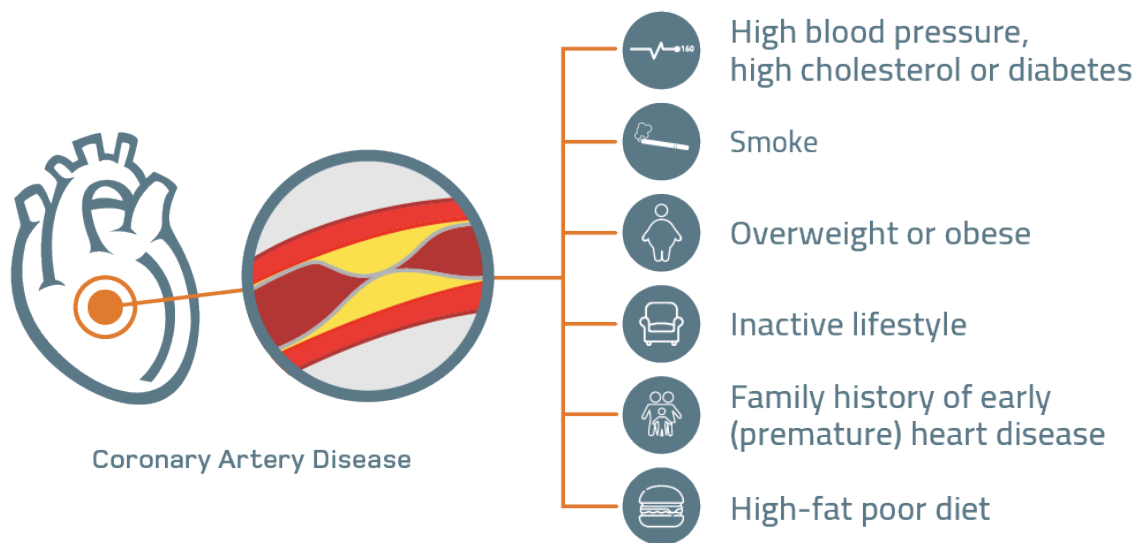 High blood pressure,
high cholesterol or diabetes
160
Smoke
Overweight or obese
Inactive lifestyle
Family history of early
(premature) heart disease
High-fat poor diet
Coronary Artery Disease